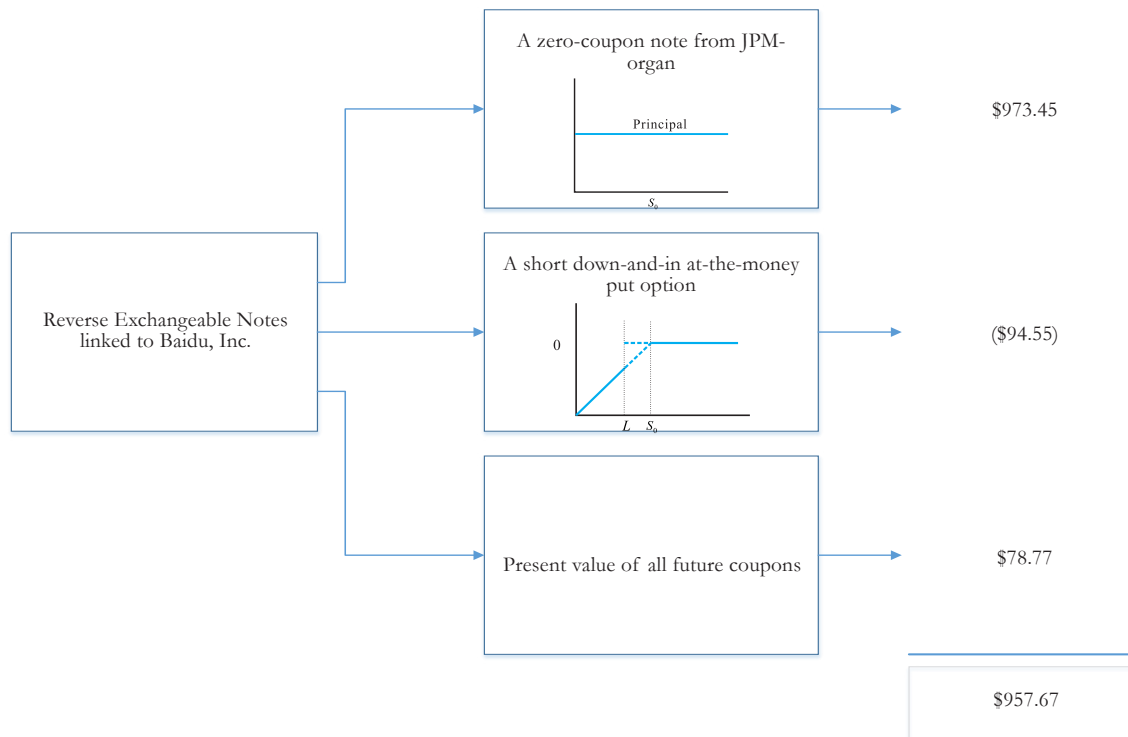 A zero-coupon note from JPM-
organ
Principal
S₀
$973.45
Reverse Exchangeable Notes
linked to Baidu, Inc.
A short down-and-in at-the-money
put option
0
L S₀
($94.55)
Present value of all future coupons
$78.77
$957.67